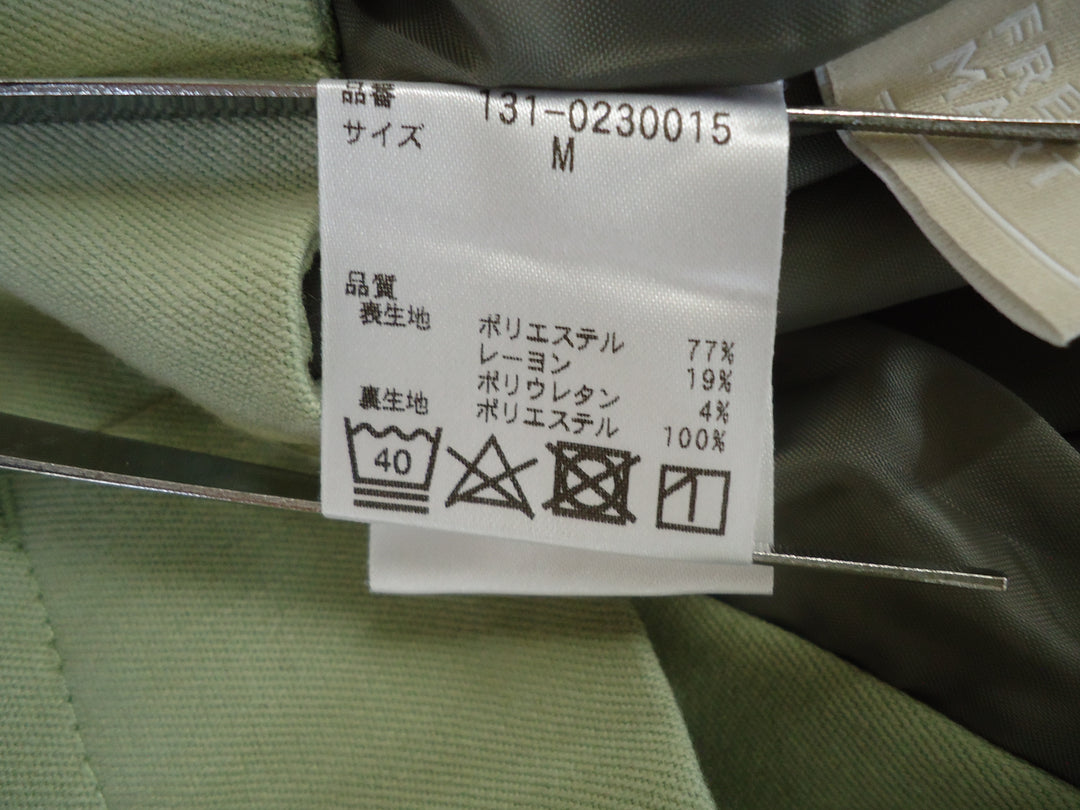 品番 131-0230015
サイズ M
品質
表生地 ポリエステル 77%
レーヨン 19%
ポリウレタン 4%
裏生地 ポリエステル 100%
40